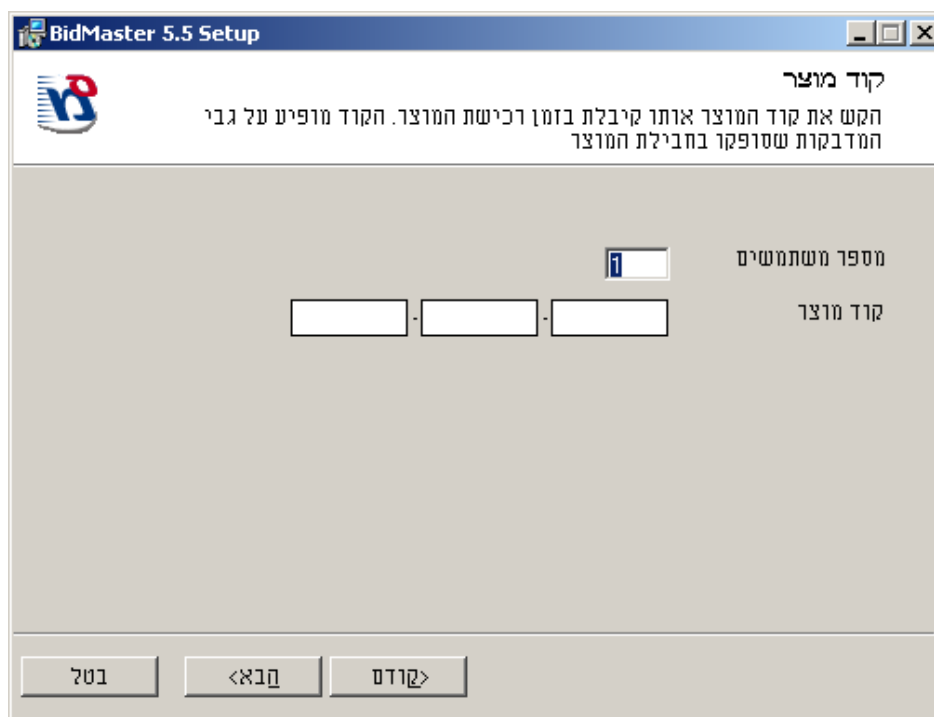 BidMaster 5.5 Setup
קוד מוצר
הקש את קוד המוצר אותו קיבלת בזמן רכישת המוצר. הקוד מופיע על גבי
המדבקות שסופקו בחבילת המוצר
מספר משתמשים 1
קוד מוצר - -
<קודם הבא> בטל